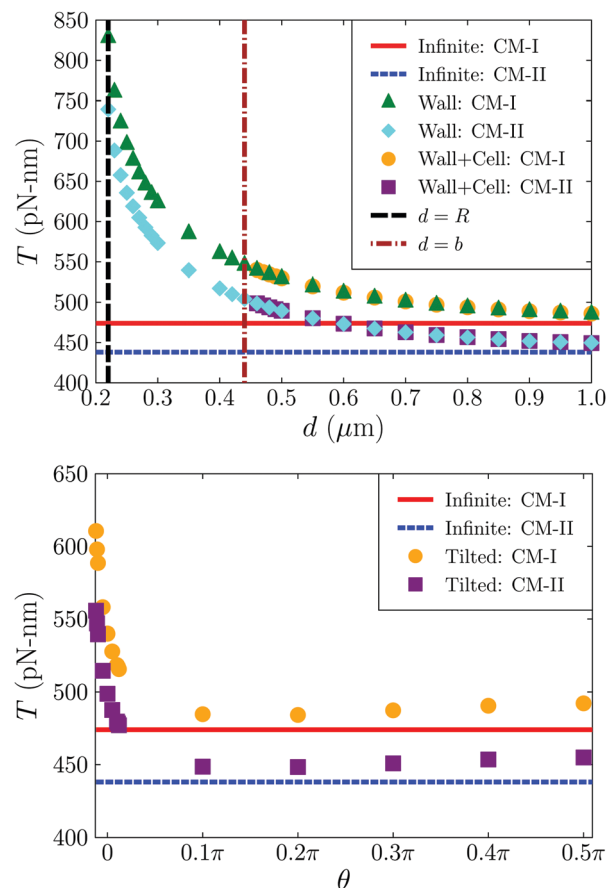 850
800
750
700
650
600
550
500
450
400
T (pN-nm)
Infinite: CM-I
Infinite: CM-II
Wall: CM-I
Wall: CM-II
Wall+Cell: CM-I
Wall+Cell: CM-II
d = R
d = b
0.2 0.3 0.4 0.5 0.6 0.7 0.8 0.9 1.0
d (μm)
650
600
550
500
450
400
T (pN-nm)
Infinite: CM-I
Infinite: CM-II
Tilted: CM-I
Tilted: CM-II
0 0.1π 0.2π 0.3π 0.4π 0.5π
θ